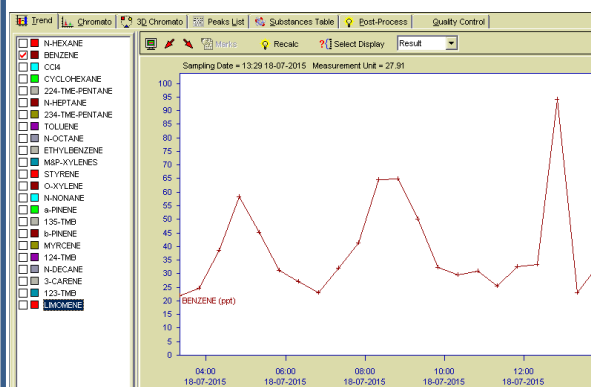 Trend Chromato 3D Chromato Peaks List Substances Table Post-Process Quality Control
Marks Recalc Select Display Result
N-HEXANE
BENZENE
CCl4
CYCLOHEXANE
224-TME-PENTANE
N-HEPTANE
234-TME-PENTANE
TOLUENE
N-OCTANE
ETHYLBENZENE
M&P-XYLENES
STYRENE
O-XYLENE
N-NONANE
a-PINENE
135-TMB
b-PINENE
MYRCENE
124-TMB
N-DECANE
3-CARENE
123-TMB
LIMOMENE
Sampling Date = 13:29 18-07-2015 Measurement Unit = 27.91
100
90
85
80
75
70
65
60
55
50
45
40
35
30
25
20
15
10
5
0
BENZENE (ppt)
04:00 06:00 08:00 10:00 12:00
18-07-2015 18-07-2015 18-07-2015 18-07-2015 18-07-2015